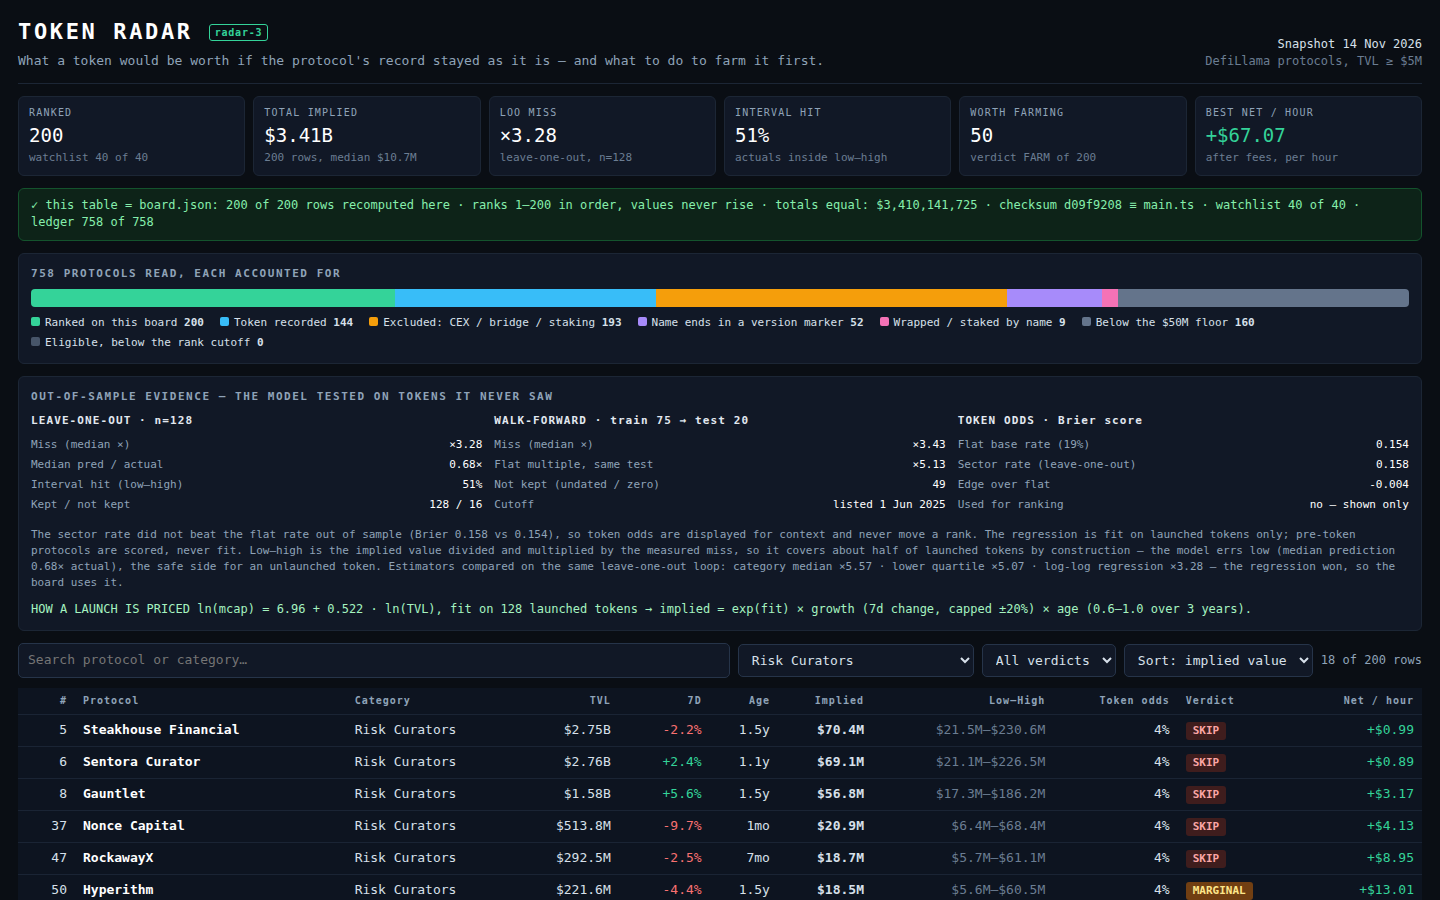 TOKEN RADAR radar-3
What a token would be worth if the protocol's record stayed as it is — and what to do to farm it first.
Snapshot 14 Nov 2026
DefiLlama protocols, TVL ≥ $5M
RANKED
200
watchlist 40 of 40
TOTAL IMPLIED
$3.41B
200 rows, median $10.7M
LOO MISS
×3.28
leave-one-out, n=128
INTERVAL HIT
51%
actuals inside low—high
WORTH FARMING
50
verdict FARM of 200
BEST NET / HOUR
+$67.07
after fees, per hour
✓ this table = board.json: 200 of 200 rows recomputed here · ranks 1–200 in order, values never rise · totals equal: $3,410,141,725 · checksum d09f9208 ≡ main.ts · watchlist 40 of 40 ·
ledger 758 of 758
758 PROTOCOLS READ, EACH ACCOUNTED FOR
Ranked on this board 200 Token recorded 144 Excluded: CEX / bridge / staking 193 Name ends in a version marker 52 Wrapped / staked by name 9 Below the $50M floor 160
Eligible, below the rank cutoff 0
OUT-OF-SAMPLE EVIDENCE — THE MODEL TESTED ON TOKENS IT NEVER SAW
LEAVE-ONE-OUT · n=128
Miss (median ×) ×3.28
Median pred / actual 0.68×
Interval hit (low—high) 51%
Kept / not kept 128 / 16
WALK-FORWARD · train 75 → test 20
Miss (median ×) ×3.43
Flat multiple, same test ×5.13
Not kept (undated / zero) 49
Cutoff listed 1 Jun 2025
TOKEN ODDS · Brier score
Flat base rate (19%) 0.154
Sector rate (leave-one-out) 0.158
Edge over flat -0.004
Used for ranking no — shown only
The sector rate did not beat the flat rate out of sample (Brier 0.158 vs 0.154), so token odds are displayed for context and never move a rank. The regression is fit on launched tokens only; pre-token
protocols are scored, never fit. Low—high is the implied value divided and multiplied by the measured miss, so it covers about half of launched tokens by construction — the model errs low (median prediction
0.68× actual), the safe side for an unlaunched token. Estimators compared on the same leave-one-out loop: category median ×5.57 · lower quartile ×5.07 · log-log regression ×3.28 — the regression won, so the
board uses it.
HOW A LAUNCH IS PRICED ln(mcap) = 6.96 + 0.522 · ln(TVL), fit on 128 launched tokens → implied = exp(fit) × growth (7d change, capped ±20%) × age (0.6—1.0 over 3 years).
Search protocol or category… Risk Curators All verdicts Sort: implied value 18 of 200 rows
# Protocol Category TVL 7D Age Implied Low—High Token odds Verdict Net / hour
5 Steakhouse Financial Risk Curators $2.75B -2.2% 1.5y $70.4M $21.5M—$230.6M 4% SKIP +$0.99
6 Sentora Curator Risk Curators $2.76B +2.4% 1.1y $69.1M $21.1M—$226.5M 4% SKIP +$0.89
8 Gauntlet Risk Curators $1.58B +5.6% 1.5y $56.8M $17.3M—$186.2M 4% SKIP +$3.17
37 Nonce Capital Risk Curators $513.8M -9.7% 1mo $20.9M $6.4M—$68.4M 4% SKIP +$4.13
47 RockawayX Risk Curators $292.5M -2.5% 7mo $18.7M $5.7M—$61.1M 4% SKIP +$8.95
50 Hyperithm Risk Curators $221.6M -4.4% 1.5y $18.5M $5.6M—$60.5M 4% MARGINAL +$13.01